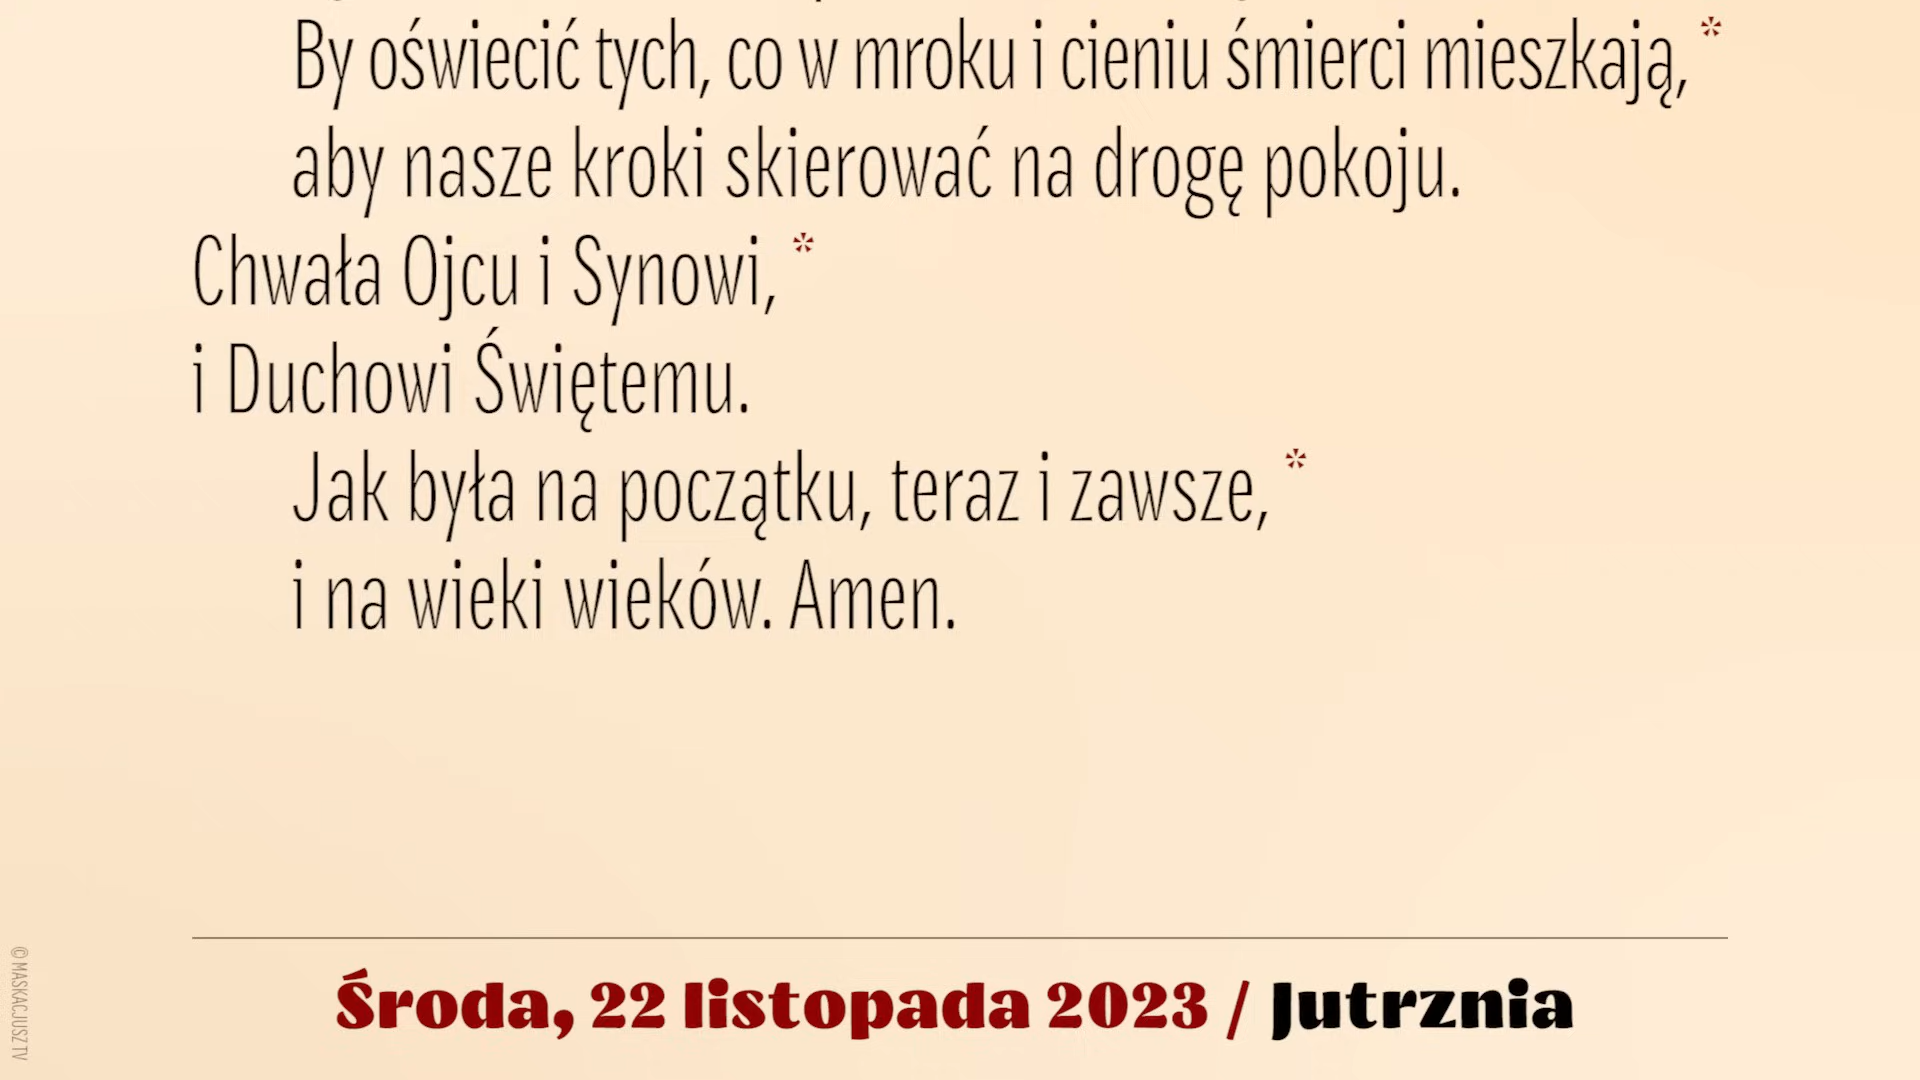 By oświecić tych, co w mroku i cieniu śmierci mieszkają, *
aby nasze kroki skierować na drogę pokoju.
Chwała Ojcu i Synowi, *
i Duchowi Świętemu.
Jak była na początku, teraz i zawsze, *
i na wieki wieków. Amen.
Środa, 22 listopada 2023 / Jutrznia
© MASKACJUSZ TV